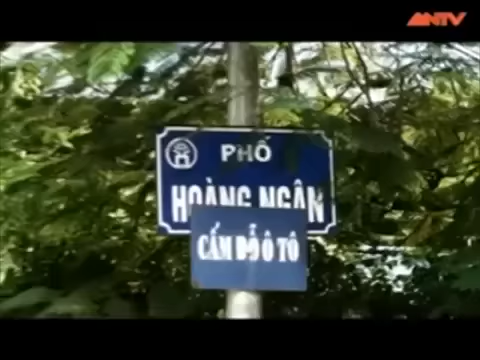 ANTV
PHỐ
HOÀNG NGÂN
CẤM ĐỖ Ô TÔ